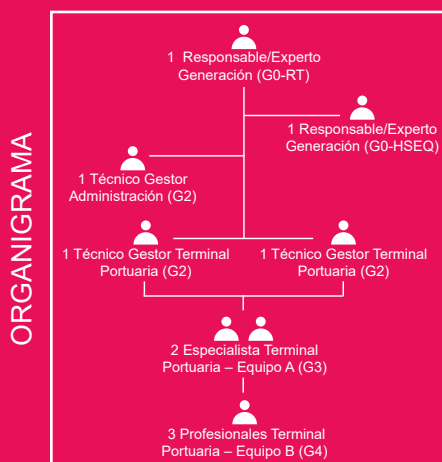 ORGANIGRAMA
1 Responsable/Experto
Generación (G0-RT)
1 Responsable/Experto
Generación (G0-HSEQ)
1 Técnico Gestor
Administración (G2)
1 Técnico Gestor Terminal
Portuaria (G2)
1 Técnico Gestor Terminal
Portuaria (G2)
2 Especialista Terminal
Portuaria – Equipo A (G3)
3 Profesionales Terminal
Portuaria – Equipo B (G4)